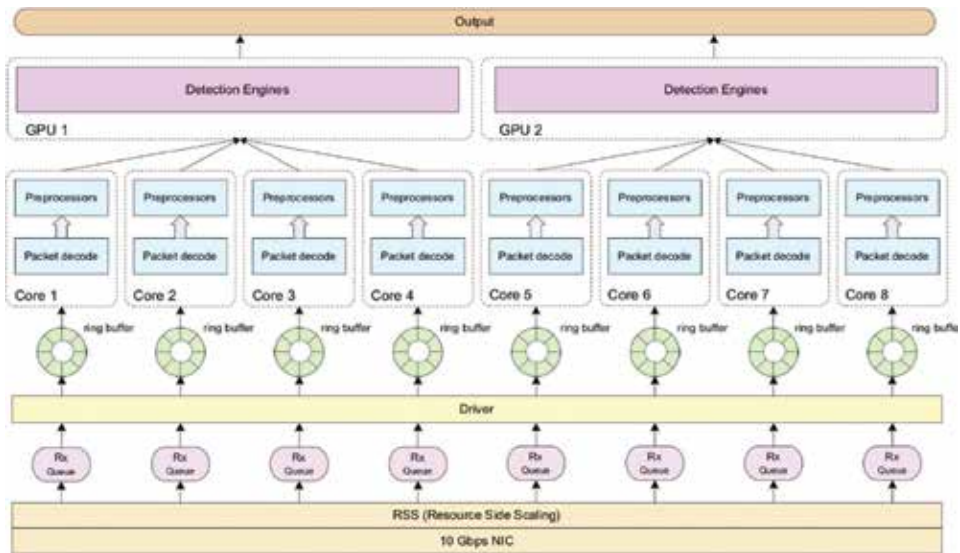 Output
Detection Engines
Detection Engines
GPU 1
GPU 2
Preprocessors
Preprocessors
Preprocessors
Preprocessors
Preprocessors
Preprocessors
Preprocessors
Preprocessors
Packet decode
Packet decode
Packet decode
Packet decode
Packet decode
Packet decode
Packet decode
Packet decode
Core 1
Core 2
Core 3
Core 4
Core 5
Core 6
Core 7
Core 8
ring buffer
ring buffer
ring buffer
ring buffer
ring buffer
ring buffer
ring buffer
ring buffer
Driver
Rx
Queue
Rx
Queue
Rx
Queue
Rx
Queue
Rx
Queue
Rx
Queue
Rx
Queue
Rx
Queue
RSS (Resource Side Scaling)
10 Gbps NIC